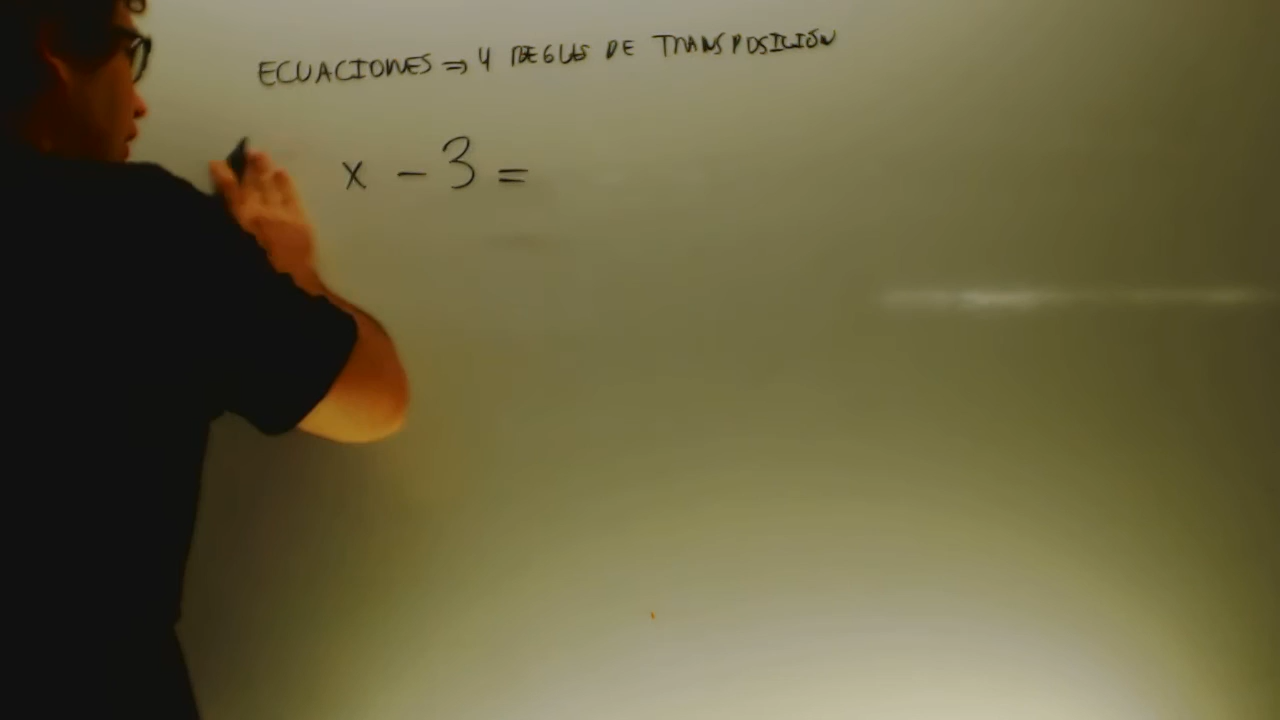 ECUACIONES ⇒ 4 REGLAS DE TRANSPOSICIÓN
x - 3 =